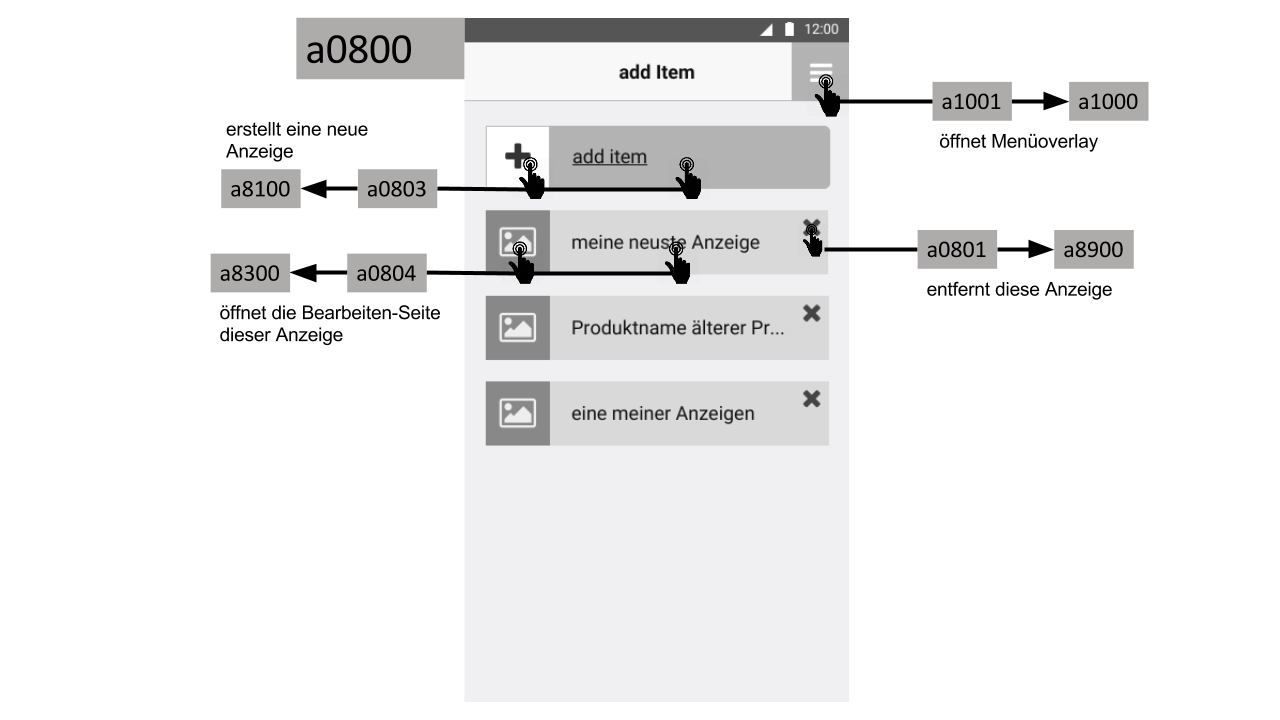 a0800
12:00
add Item
a1001
a1000
öffnet Menüoverlay
erstellt eine neue
Anzeige
add item
a8100
a0803
meine neuste Anzeige
a0801
a8900
a8300
a0804
entfernt diese Anzeige
öffnet die Bearbeiten-Seite
dieser Anzeige
Produktname älterer Pr...
eine meiner Anzeigen